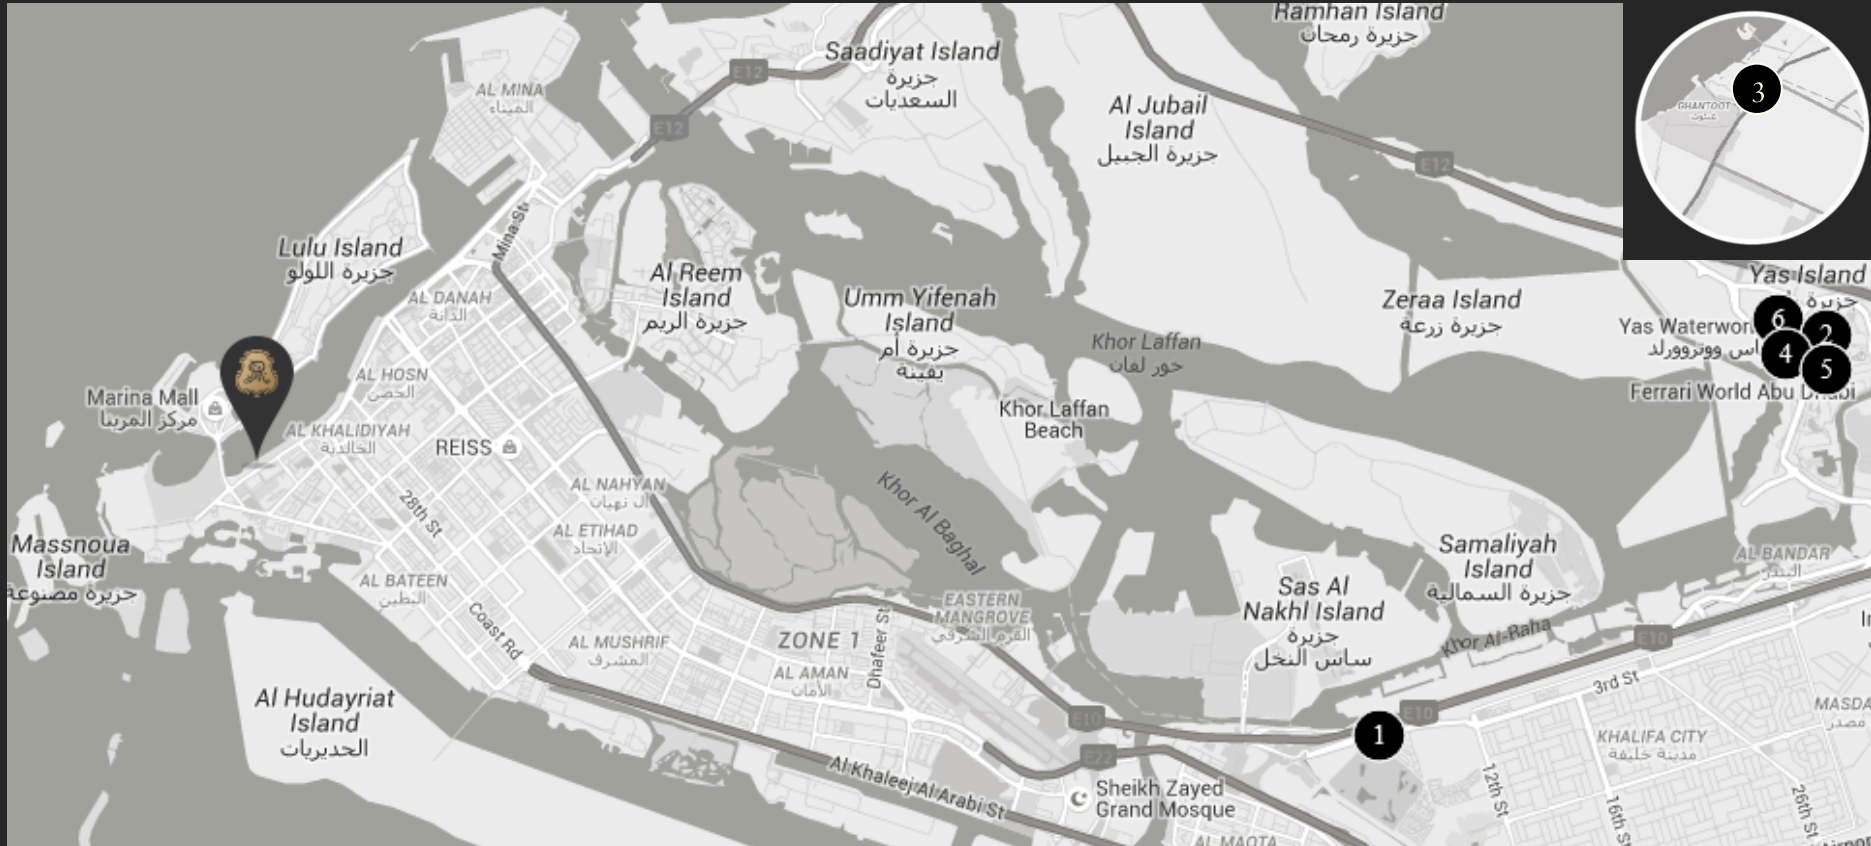 Ramhan Island
جزيرة رمحان
Saadiyat Island
جزيرة
السعديات
E12
E12
AL MINA
الميناء
Al Jubail
Island
جزيرة الجبيل
E12
3
GHANTOOT
غنتوت
Mina St
Lulu Island
جزيرة اللولو
Al Reem
Island
جزيرة الريم
AL DANAH
الدانة
Umm Yifenah
Island
جزيرة أم
يفينة
Zeraa Island
جزيرة زرعة
Yas Island
جزيرة
6
2
Yas Waterwor
ياس ووتروورلد
4
5
Ferrari World Abu Dhabi
Khor Laffan
خور لفان
AL HOSN
الحصن
Marina Mall
مركز المرينا
Khor Laffan
Beach
AL KHALIDIYAH
الخالدية
REISS
AL NAHYAN
آل نهيان
28th St
Khor Al Baghal
AL ETIHAD
الإتحاد
Massnoua
Island
جزيرة مصنوعة
AL BATEEN
البطين
Samaliyah
Island
جزيرة السمالية
AL BANDAR
البندر
Sas Al
Nakhl Island
جزيرة
ساس النخل
EASTERN
MANGROVE
القرم الشرقي
Coast Rd
AL MUSHRIF
المشرف
ZONE 1
Dhafeer St
AL AMAN
الأمان
Khor Al-Raha
E10
3rd St
Al Hudayriat
Island
الحديريات
E10
E10
1
E22
MASDA
مصدر
KHALIFA CITY
مدينة خليفة
Al Khaleej Al Arabi St
Sheikh Zayed
Grand Mosque
12th St
16th S
26th St
AL MAQTA
Airpor